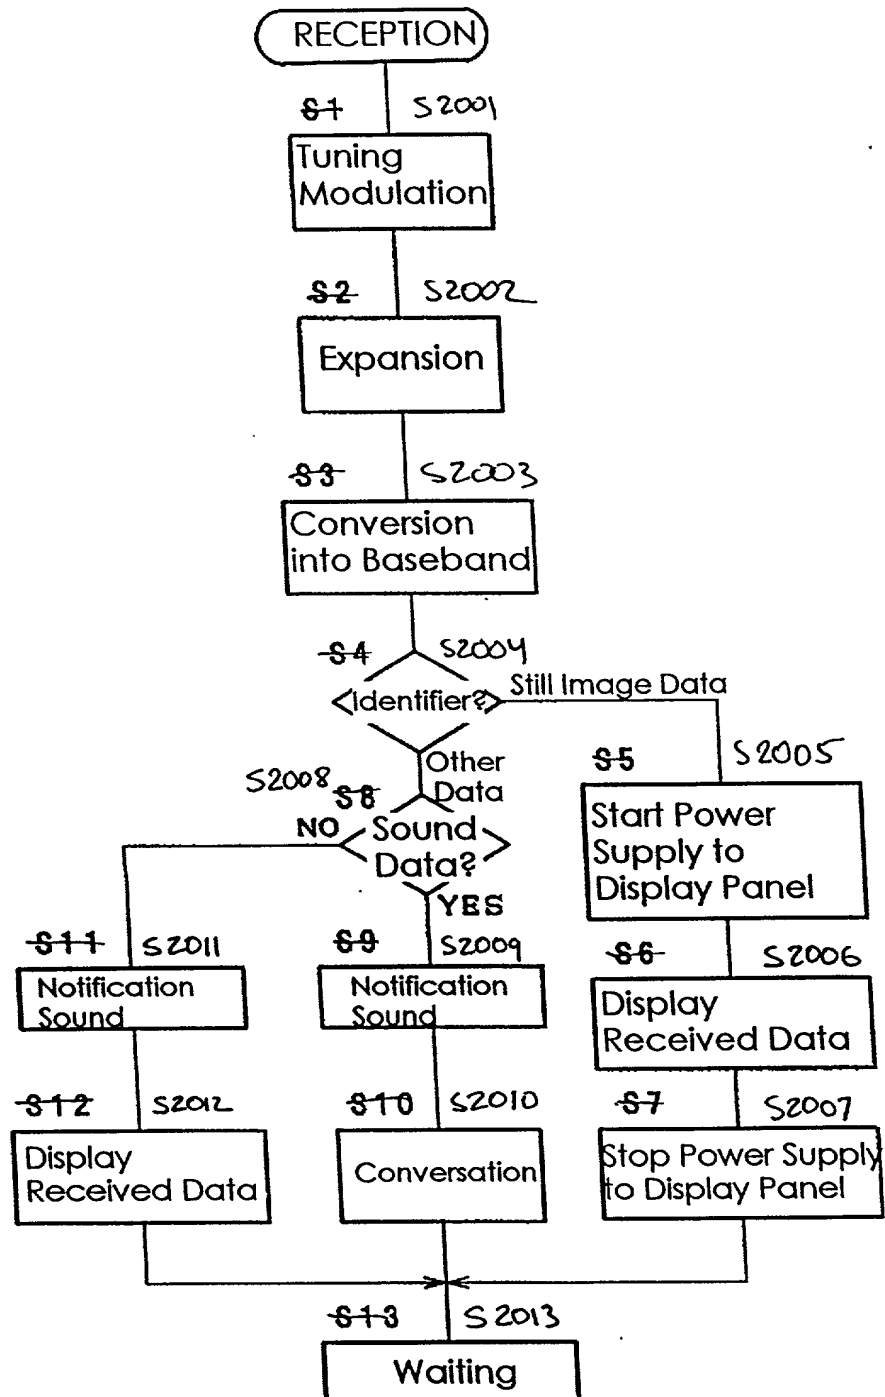 RECEPTION
S1 S2001
Tuning
Modulation
S2 S2002
Expansion
S3 S2003
Conversion
into Baseband
S4 S2004
Identifier?
Still Image Data
Other
Data
S5 S2005
Start Power
Supply to
Display Panel
S2008 S8
NO
Sound
Data?
YES
S11 S2011
Notification
Sound
S9 S2009
Notification
Sound
S6 S2006
Display
Received Data
S12 S2012
Display
Received Data
S10 S2010
Conversation
S7 S2007
Stop Power Supply
to Display Panel
S13 S2013
Waiting